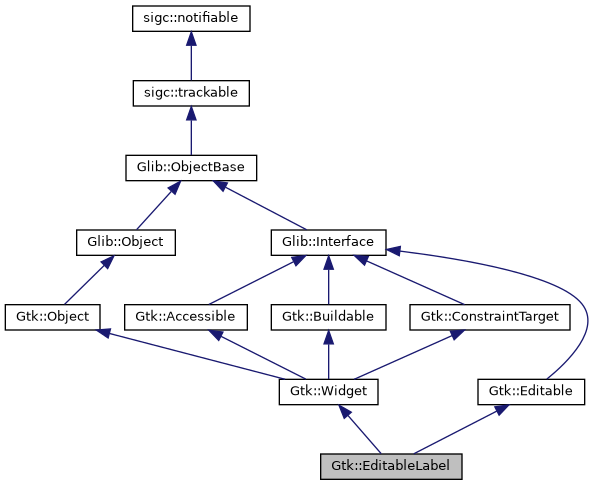 sigc::notifiable
sigc::trackable
Glib::ObjectBase
Glib::Object
Glib::Interface
Gtk::Object
Gtk::Accessible
Gtk::Buildable
Gtk::ConstraintTarget
Gtk::Widget
Gtk::Editable
Gtk::EditableLabel